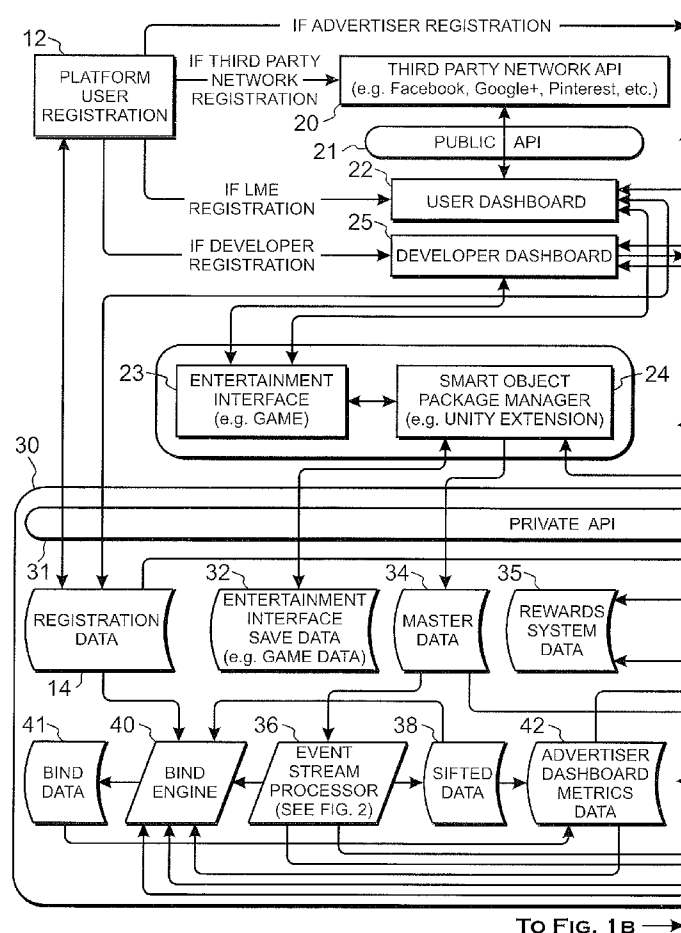 IF ADVERTISER REGISTRATION
12
PLATFORM
USER
REGISTRATION
IF THIRD PARTY
NETWORK
REGISTRATION
THIRD PARTY NETWORK API
(e.g. Facebook, Google+, Pinterest, etc.)
20
21
PUBLIC API
22
IF LME
REGISTRATION
USER DASHBOARD
25
IF DEVELOPER
REGISTRATION
DEVELOPER DASHBOARD
23
ENTERTAINMENT
INTERFACE
(e.g. GAME)
SMART OBJECT
PACKAGE MANAGER
(e.g. UNITY EXTENSION)
24
30
PRIVATE API
31
32
34
35
REGISTRATION
DATA
ENTERTAINMENT
INTERFACE
SAVE DATA
(e.g. GAME DATA)
MASTER
DATA
REWARDS
SYSTEM
DATA
14
41
40
36
38
42
BIND
DATA
BIND
ENGINE
EVENT
STREAM
PROCESSOR
(SEE FIG. 2)
SIFTED
DATA
ADVERTISER
DASHBOARD
METRICS
DATA
TO FIG. 1B